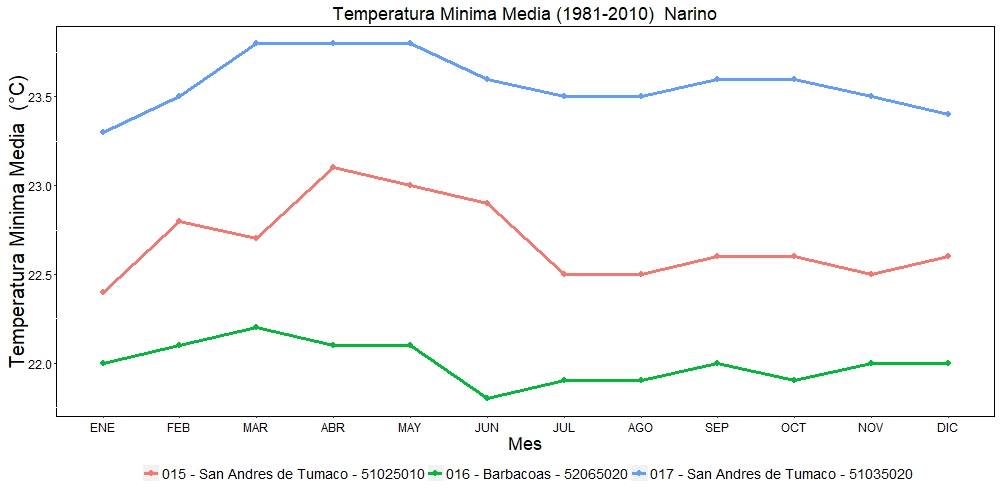 Temperatura Minima Media (1981-2010)  Narino
Temperatura Minima Media  (°C)
23.5
23.0
22.5
22.0
ENE FEB MAR ABR MAY JUN JUL AGO SEP OCT NOV DIC
Mes
015 - San Andres de Tumaco - 51025010 016 - Barbacoas - 52065020 017 - San Andres de Tumaco - 51035020